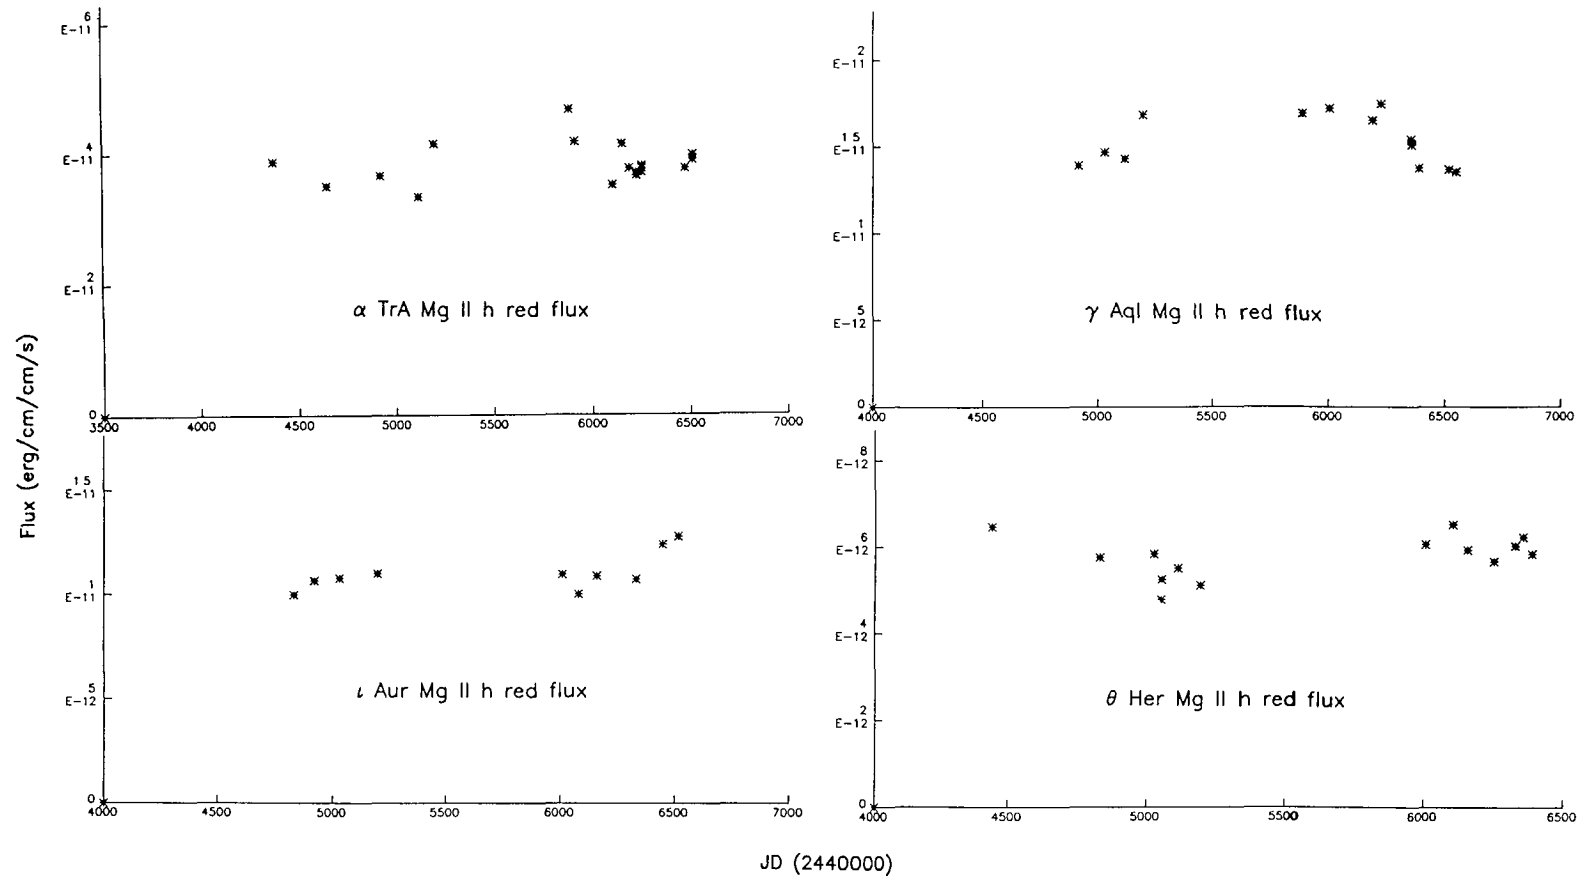 6
E-11
4
E-11
2
E-11
0
3500 4000 4500 5000 5500 6000 6500 7000
α TrA Mg II h red flux
2
E-11
1.5
E-11
1
E-11
5
E-12
0
4000 4500 5000 5500 6000 6500 7000
γ Aql Mg II h red flux
Flux (erg/cm/cm/s)
1.5
E-11
1
E-11
5
E-12
0
4000 4500 5000 5500 6000 6500 7000
ι Aur Mg II h red flux
8
E-12
6
E-12
4
E-12
2
E-12
0
4000 4500 5000 5500 6000 6500
θ Her Mg II h red flux
JD (2440000)